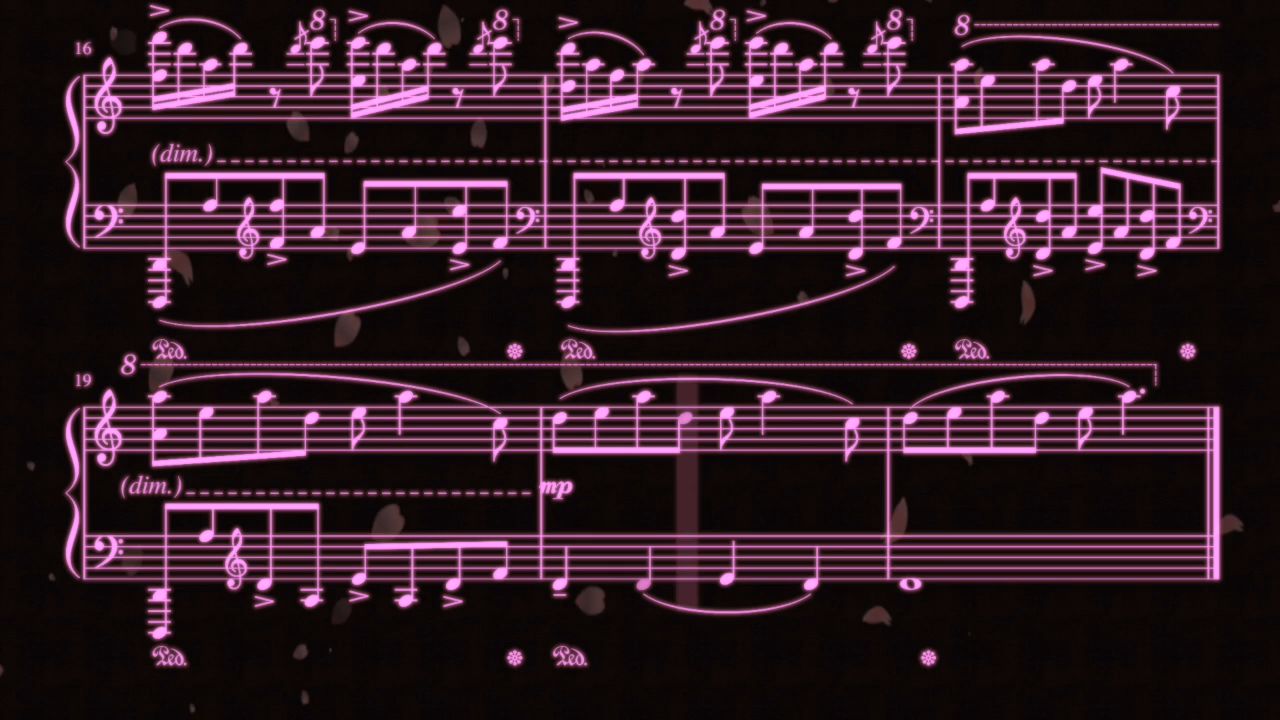 8 8 8 8 8
16
(dim.)
Ped. Ped. Ped.
8
19
(dim.) mp
Ped. Ped.